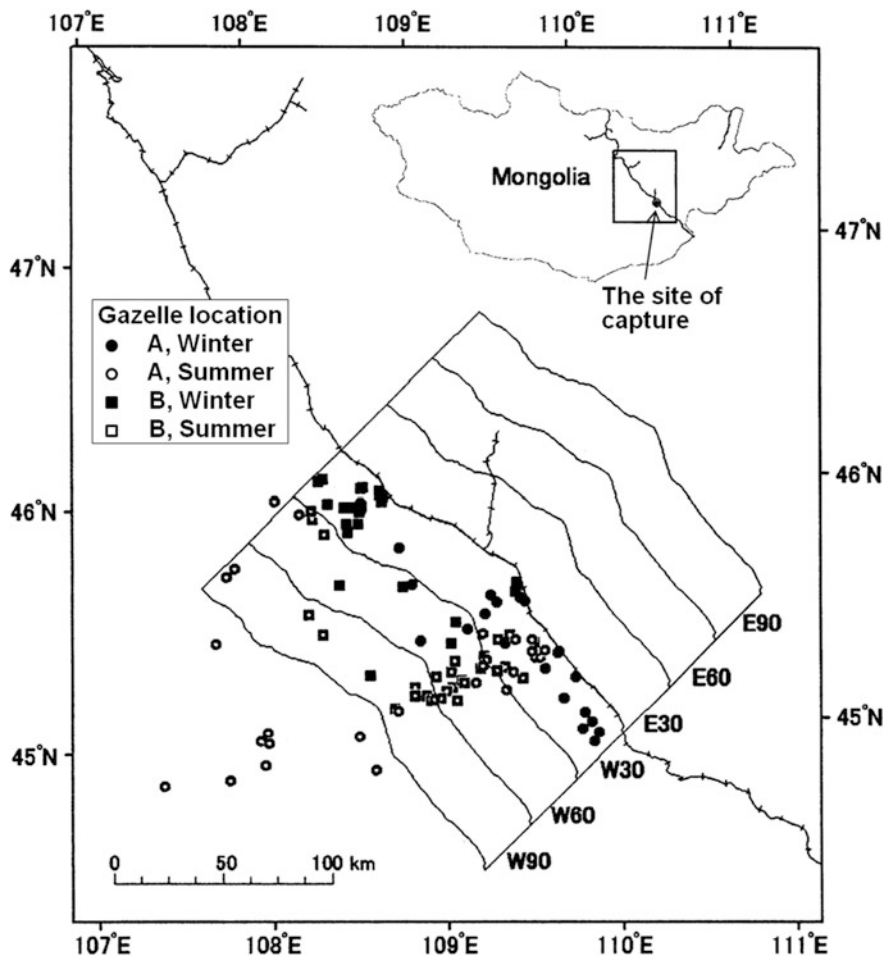 107°E 108°E 109°E 110°E 111°E
Mongolia
47°N
47°N
The site of
capture
Gazelle location
A, Winter
A, Summer
B, Winter
B, Summer
46°N
46°N
E90
E60
E30
45°N
45°N
W30
W60
W90
0 50 100 km
107°E 108°E 109°E 110°E 111°E